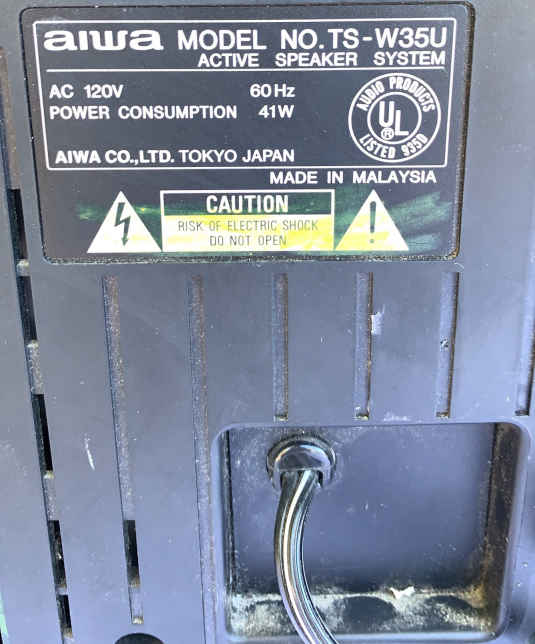 aiwa MODEL NO.TS-W35U
ACTIVE SPEAKER SYSTEM
AC 120V 60Hz
POWER CONSUMPTION 41W
AUDIO PRODUCTS
UL
®
LISTED 935D
AIWA CO.,LTD. TOKYO JAPAN
MADE IN MALAYSIA
CAUTION
RISK OF ELECTRIC SHOCK
DO NOT OPEN